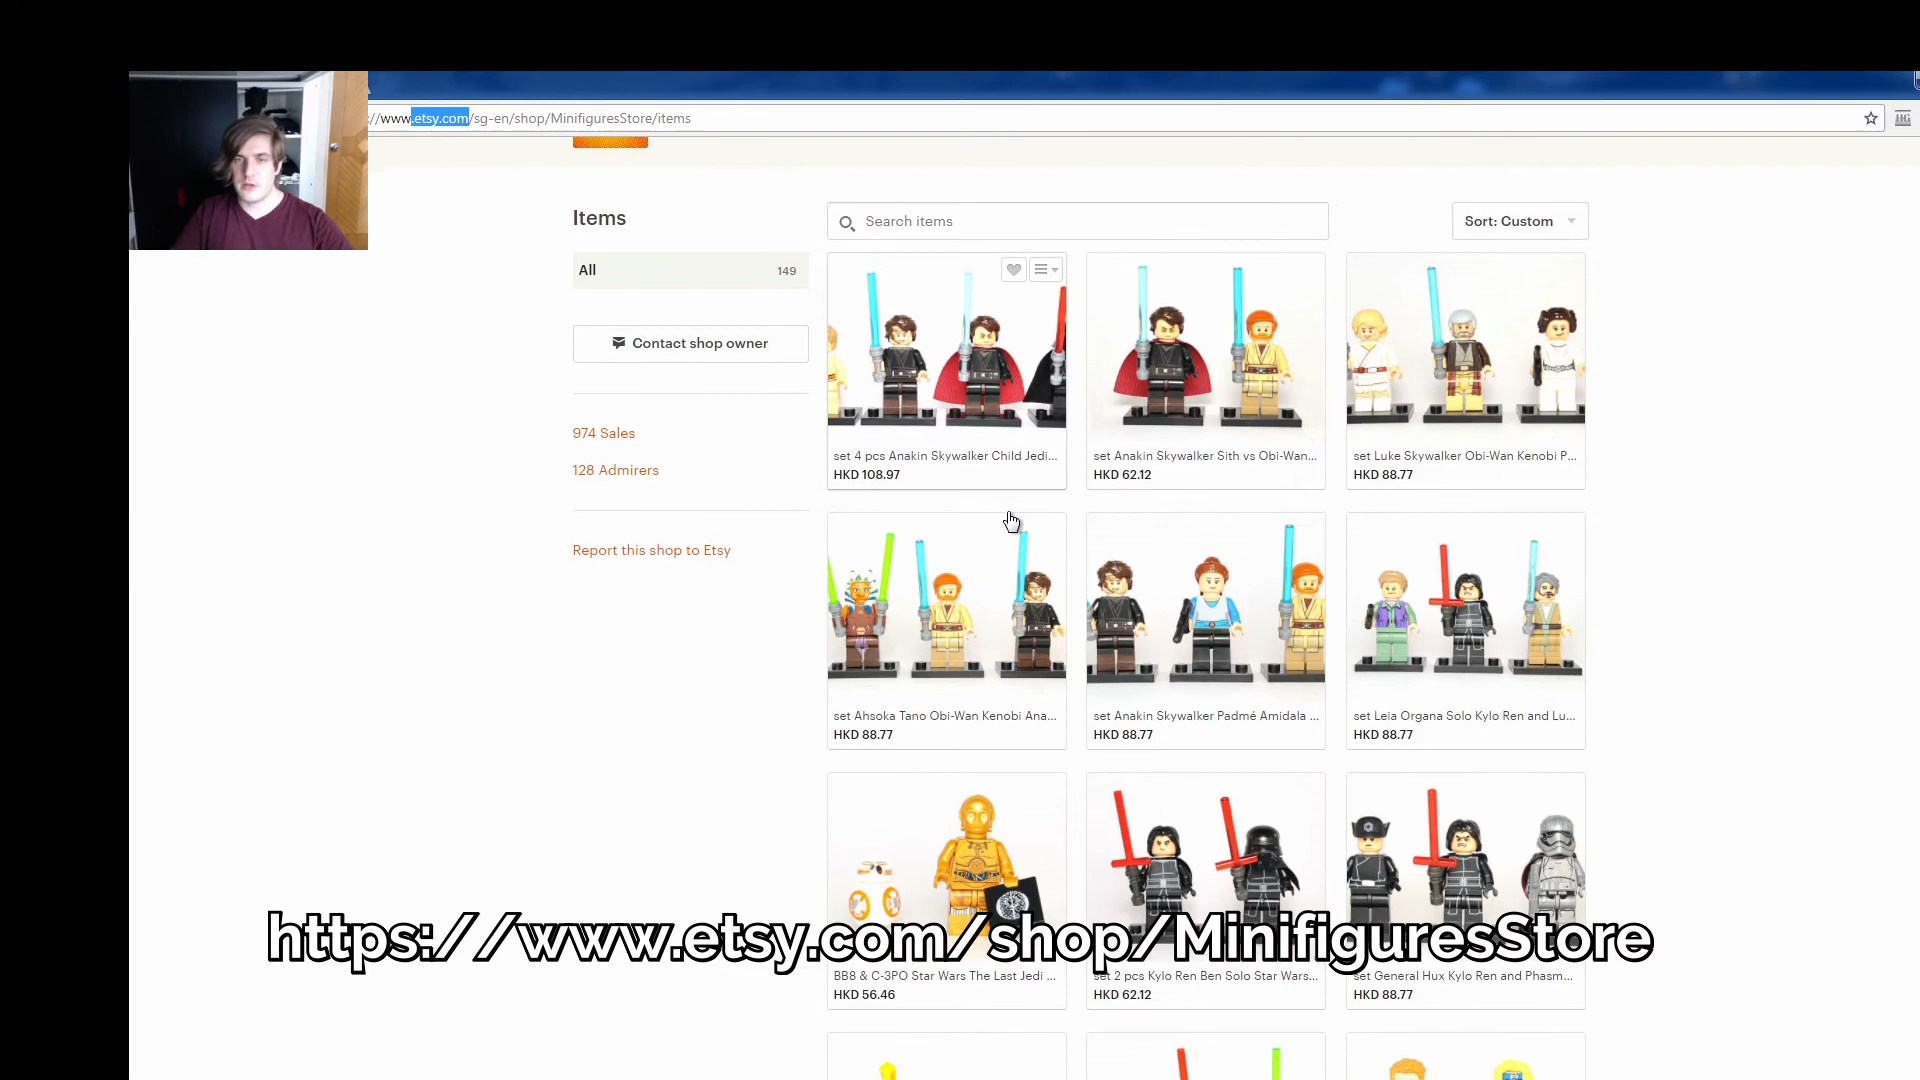 ://www.etsy.com/sg-en/shop/MinifiguresStore/items
Items
Search items
Sort: Custom
All 149
Contact shop owner
974 Sales
128 Admirers
Report this shop to Etsy
set 4 pcs Anakin Skywalker Child Jedi...
HKD 108.97
set Anakin Skywalker Sith vs Obi-Wan...
HKD 62.12
set Luke Skywalker Obi-Wan Kenobi P...
HKD 88.77
set Ahsoka Tano Obi-Wan Kenobi Ana...
HKD 88.77
set Anakin Skywalker Padmé Amidala ...
HKD 88.77
set Leia Organa Solo Kylo Ren and Lu...
HKD 88.77
https://www.etsy.com/shop/MinifiguresStore
BB8 & C-3PO Star Wars The Last Jedi ...
HKD 56.46
set 2 pcs Kylo Ren Ben Solo Star Wars...
HKD 62.12
set General Hux Kylo Ren and Phasm...
HKD 88.77